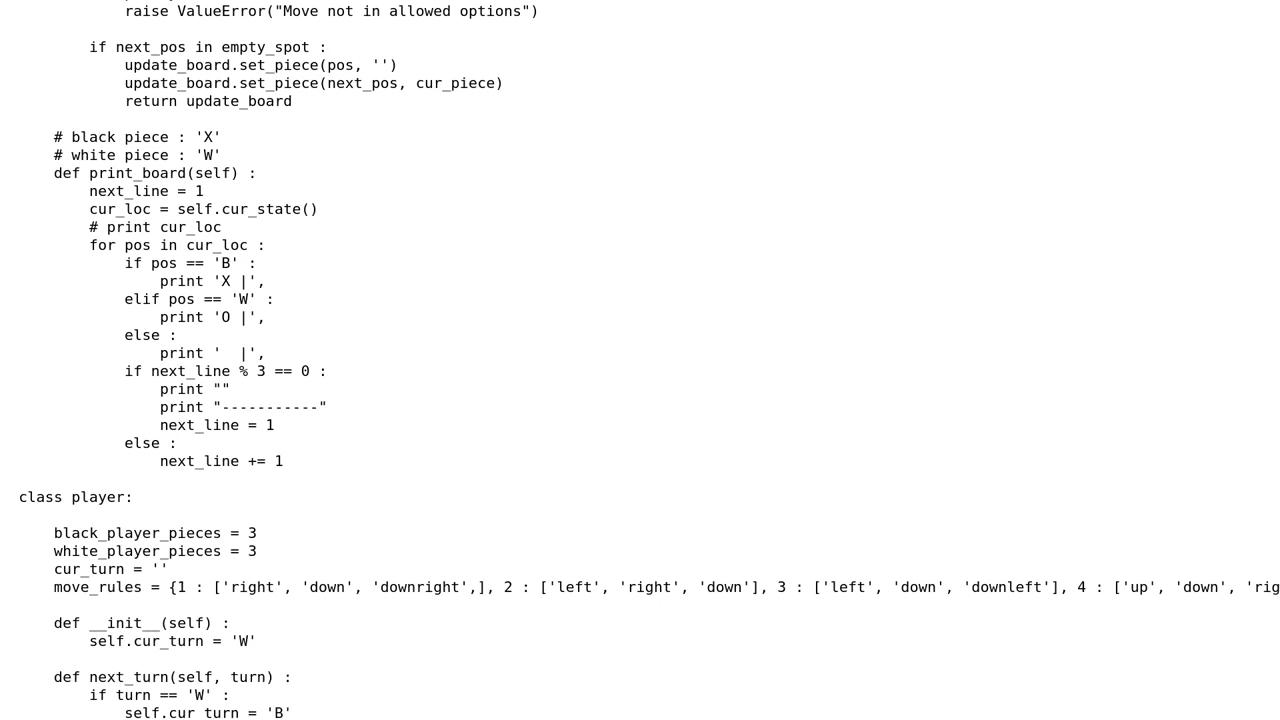 raise ValueError("Move not in allowed options")

        if next_pos in empty_spot :
            update_board.set_piece(pos, '')
            update_board.set_piece(next_pos, cur_piece)
            return update_board

    # black piece : 'X'
    # white piece : 'W'
    def print_board(self) :
        next_line = 1
        cur_loc = self.cur_state()
        # print cur_loc
        for pos in cur_loc :
            if pos == 'B' :
                print 'X |',
            elif pos == 'W' :
                print 'O |',
            else :
                print '  |',
            if next_line % 3 == 0 :
                print ""
                print "-----------"
                next_line = 1
            else :
                next_line += 1

class player:

    black_player_pieces = 3
    white_player_pieces = 3
    cur_turn = ''
    move_rules = {1 : ['right', 'down', 'downright',], 2 : ['left', 'right', 'down'], 3 : ['left', 'down', 'downleft'], 4 : ['up', 'down', 'rig

    def __init__(self) :
        self.cur_turn = 'W'

    def next_turn(self, turn) :
        if turn == 'W' :
            self.cur_turn = 'B'